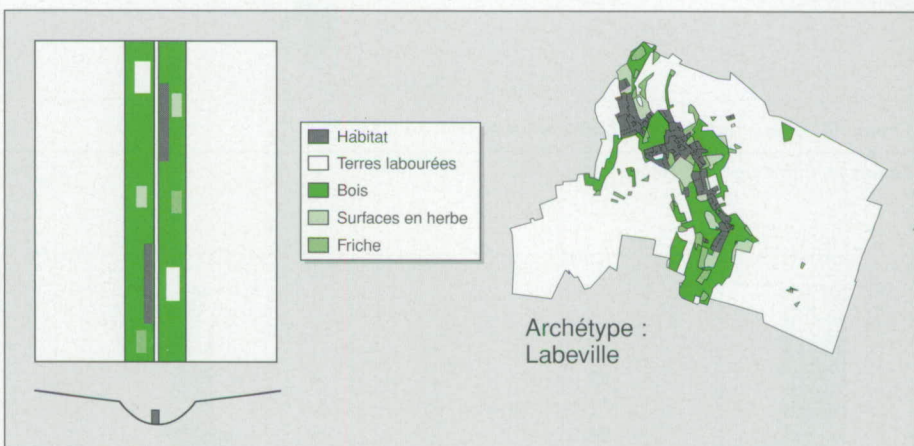 Habitat
Terres labourées
Bois
Surfaces en herbe
Friche
Archétype :
Labeville